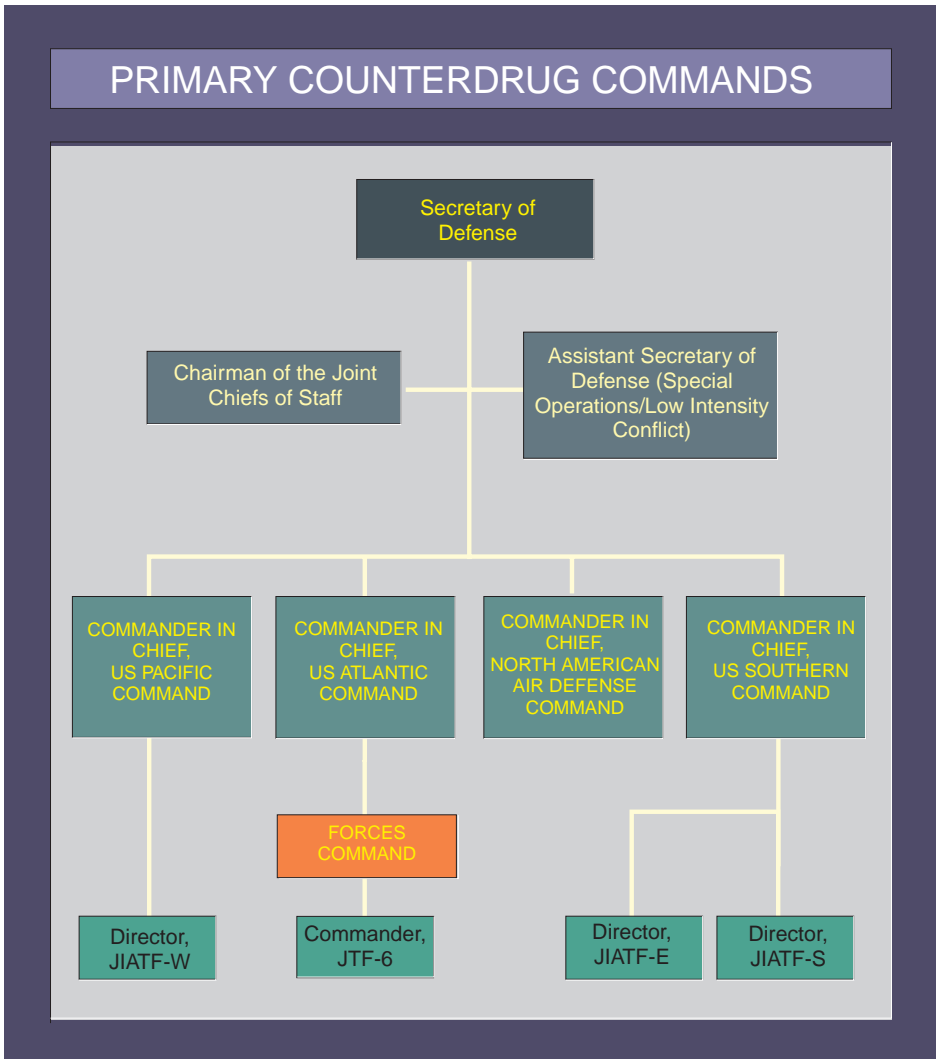 PRIMARY COUNTERDRUG COMMANDS
Secretary of
Defense
Chairman of the Joint
Chiefs of Staff
Assistant Secretary of
Defense (Special
Operations/Low Intensity
Conflict)
COMMANDER IN
CHIEF,
US PACIFIC
COMMAND
COMMANDER IN
CHIEF,
US ATLANTIC
COMMAND
COMMANDER IN
CHIEF,
NORTH AMERICAN
AIR DEFENSE
COMMAND
COMMANDER IN
CHIEF,
US SOUTHERN
COMMAND
FORCES
COMMAND
Director,
JIATF-W
Commander,
JTF-6
Director,
JIATF-E
Director,
JIATF-S